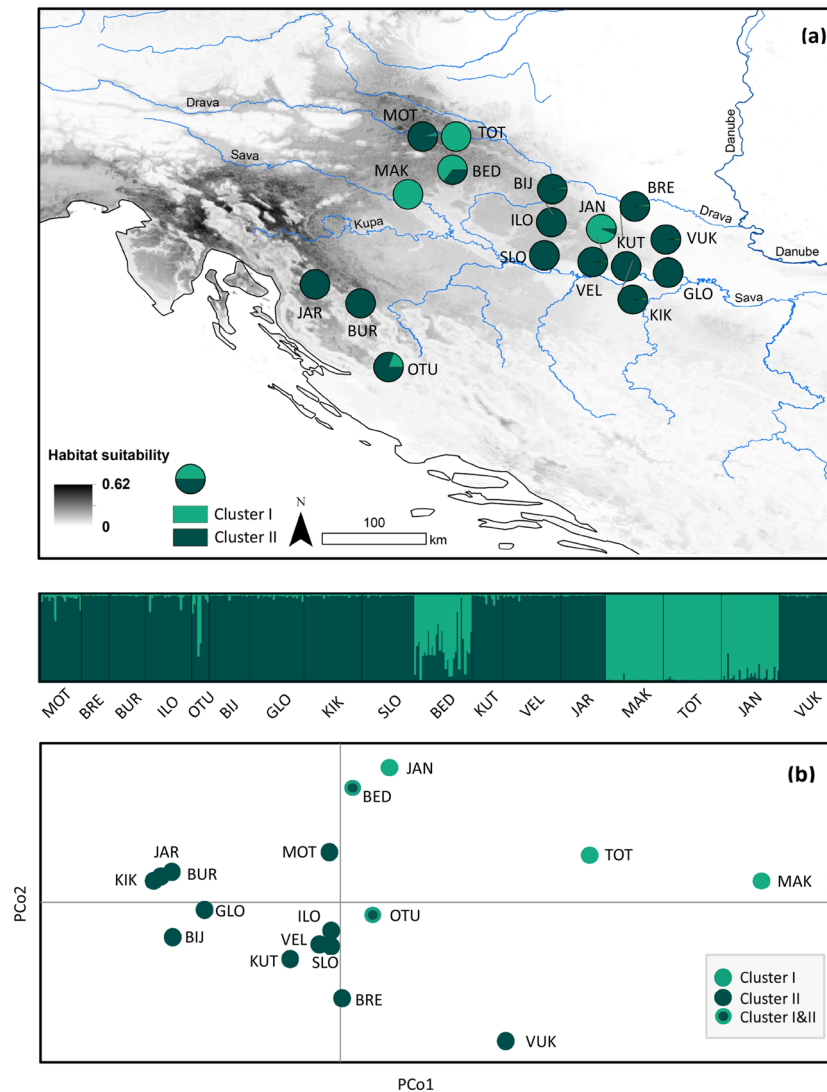 (a)
Drava
MOT
TOT
Danube
Sava
MAK
BED
BIJ
BRE
JAN
ILO
Drava
Kupa
KUT
VUK
Danube
SLO
VEL
GLO
Sava
JAR
BUR
KIK
OTU
Habitat suitability
0.62
0
Cluster I
Cluster II
N
100
km
MOT
BRE
BUR
ILO
OTU
BIJ
GLO
KIK
SLO
BED
KUT
VEL
JAR
MAK
TOT
JAN
VUK
(b)
JAN
BED
JAR
MOT
TOT
KIK
BUR
MAK
PCo2
GLO
ILO
OTU
BIJ
VEL
KUT
SLO
BRE
VUK
Cluster I
Cluster II
Cluster I&II
PCo1